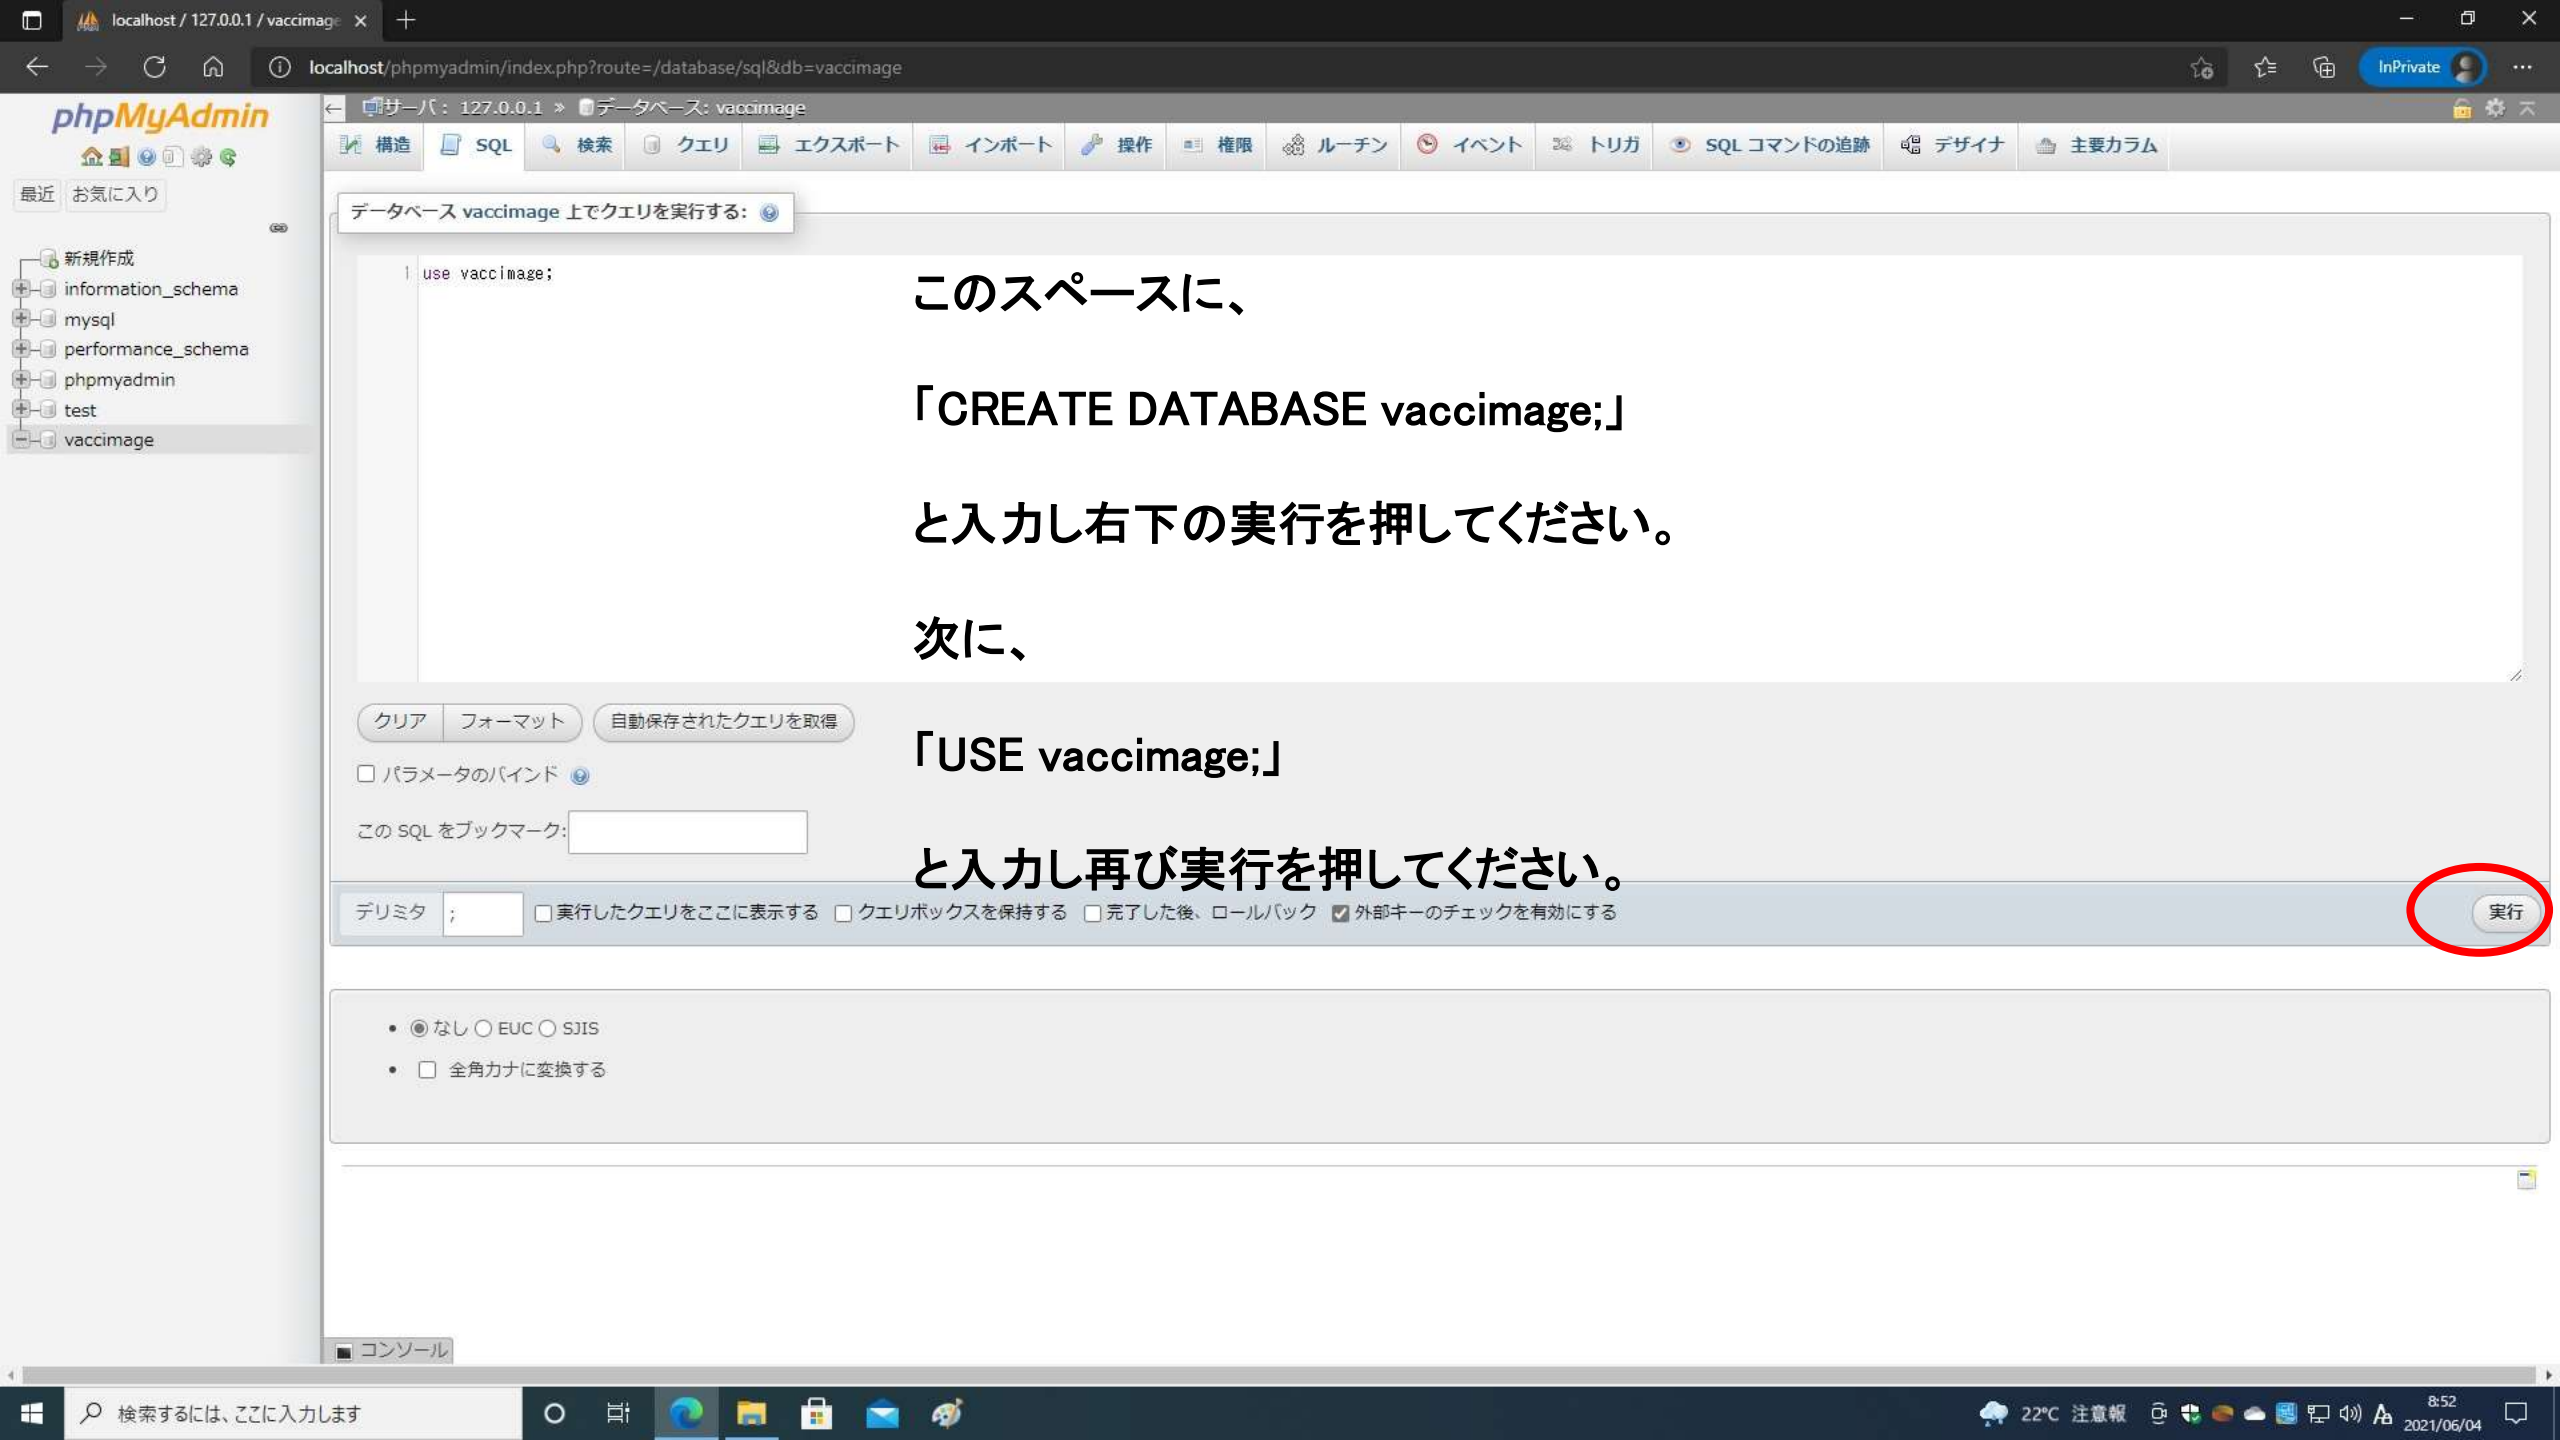 localhost / 127.0.0.1 / vaccimage
localhost/phpmyadmin/index.php?route=/database/sql&db=vaccimage
InPrivate
phpMyAdmin
最近 お気に入り
新規作成
information_schema
mysql
performance_schema
phpmyadmin
test
vaccimage
サーバ: 127.0.0.1 » データベース: vaccimage
構造 SQL 検索 クエリ エクスポート インポート 操作 権限 ルーチン イベント トリガ SQL コマンドの追跡 デザイナ 主要カラム
データベース vaccimage 上でクエリを実行する:
1 use vaccimage;
このスペースに、
「CREATE DATABASE vaccimage;」
と入力し右下の実行を押してください。
次に、
「USE vaccimage;」
と入力し再び実行を押してください。
クリア フォーマット 自動保存されたクエリを取得
パラメータのバインド
この SQL をブックマーク:
デリミタ ; 実行したクエリをここに表示する クエリボックスを保持する 完了した後、ロールバック 外部キーのチェックを有効にする 実行
なし EUC SJIS
全角カナに変換する
コンソール
検索するには、ここに入力します
22°C 注意報
A
8:52
2021/06/04